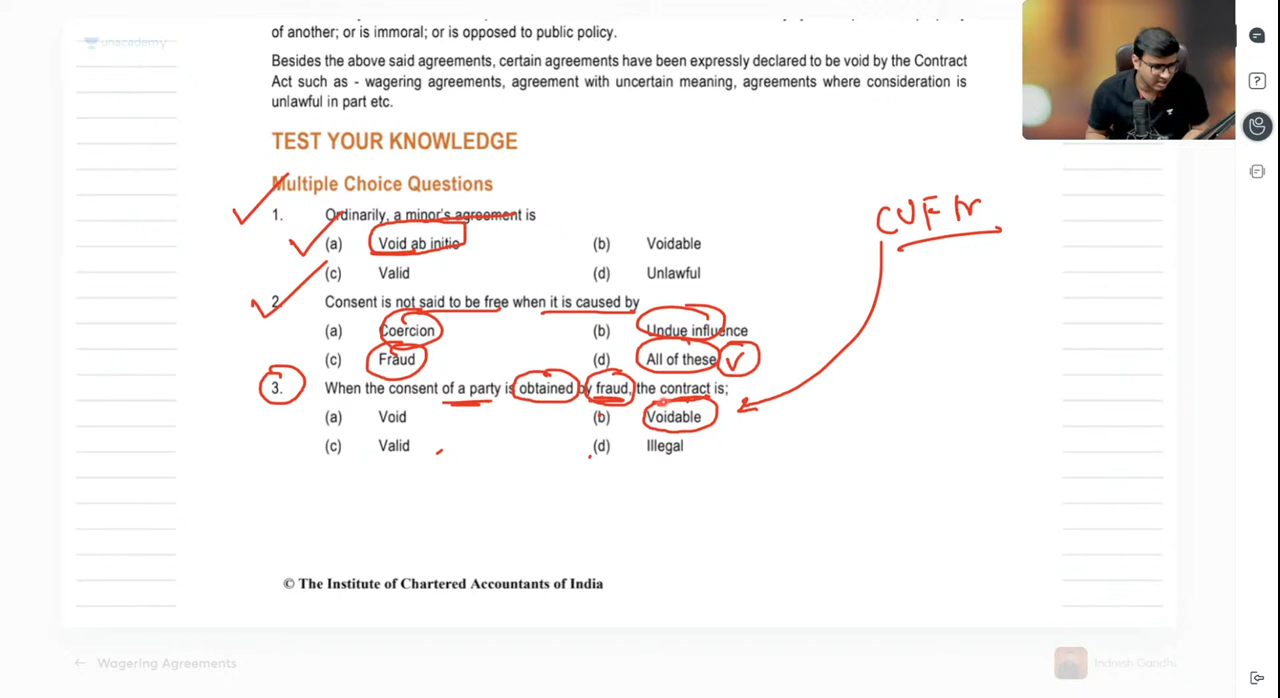 of another; or is immoral; or is opposed to public policy.
unacademy
Besides the above said agreements, certain agreements have been expressly declared to be void by the Contract
Act such as - wagering agreements, agreement with uncertain meaning, agreements where consideration is
unlawful in part etc.
TEST YOUR KNOWLEDGE
Multiple Choice Questions
1. Ordinarily, a minor's agreement is
(a) Void ab initio (b) Voidable
(c) Valid (d) Unlawful
2. Consent is not said to be free when it is caused by
(a) Coercion (b) Undue influence
(c) Fraud (d) All of these
3. When the consent of a party is obtained by fraud, the contract is;
(a) Void (b) Voidable
(c) Valid (d) Illegal
© The Institute of Chartered Accountants of India
Wagering Agreements
Indresh Gandhi